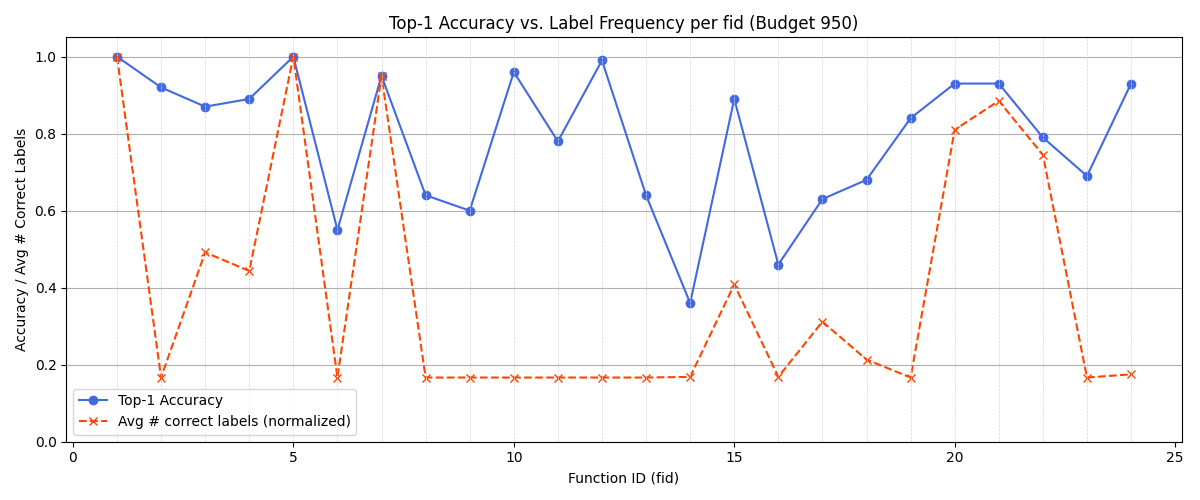 Top-1 Accuracy vs. Label Frequency per fid (Budget 950)
Accuracy / Avg # Correct Labels
1.0
0.8
0.6
0.4
0.2
0.0
Top-1 Accuracy
Avg # correct labels (normalized)
0 5 10 15 20 25
Function ID (fid)